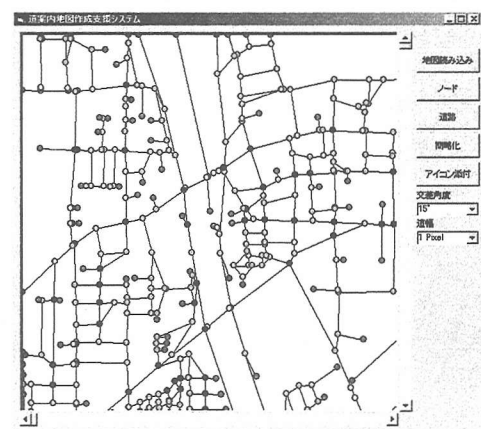 道案内地図作成支援システム
地図読み込み
ノード
道路
簡略化
アイコン添付
交差角度
15°
道幅
1 Pixel